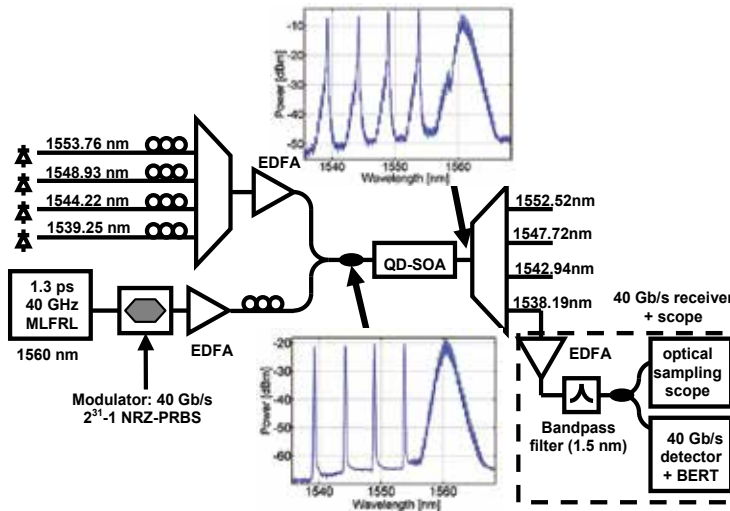 -10
-20
-30
-40
-50
Power [dBm]
1540
1550
1560
Wavelength [nm]
1553.76 nm
1548.93 nm
1544.22 nm
1539.25 nm
EDFA
1552.52nm
1547.72nm
1542.94nm
1538.19nm
QD-SOA
1.3 ps
40 GHz
MLFRL
1560 nm
EDFA
Modulator: 40 Gb/s
2³¹-1 NRZ-PRBS
-20
-30
-40
-50
-60
Power [dBm]
1540
1550
1560
Wavelength [nm]
40 Gb/s receiver
+ scope
EDFA
Bandpass
filter (1.5 nm)
optical
sampling
scope
40 Gb/s
detector
+ BERT